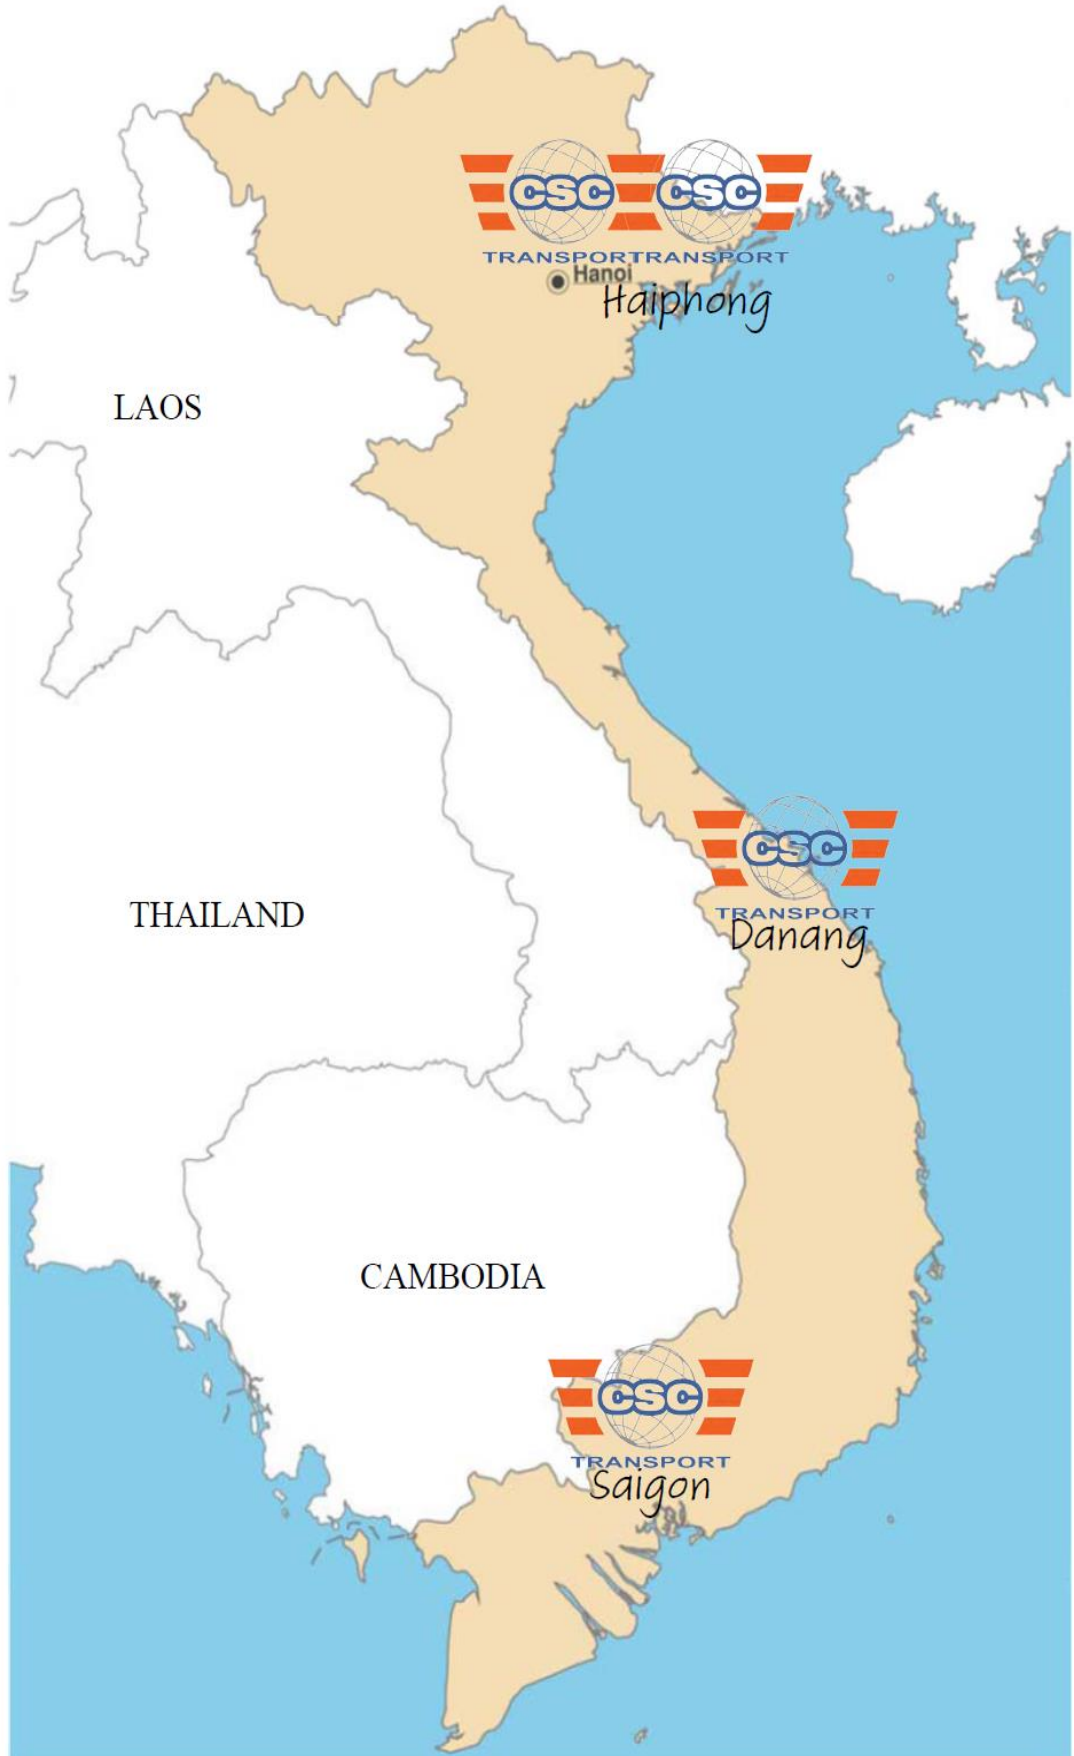 CSC CSC
TRANSPORTTRANSPORT
Hanoi
Haiphong
LAOS
CSC
TRANSPORT
THAILAND
Danang
CAMBODIA
CSC
TRANSPORT
Saigon